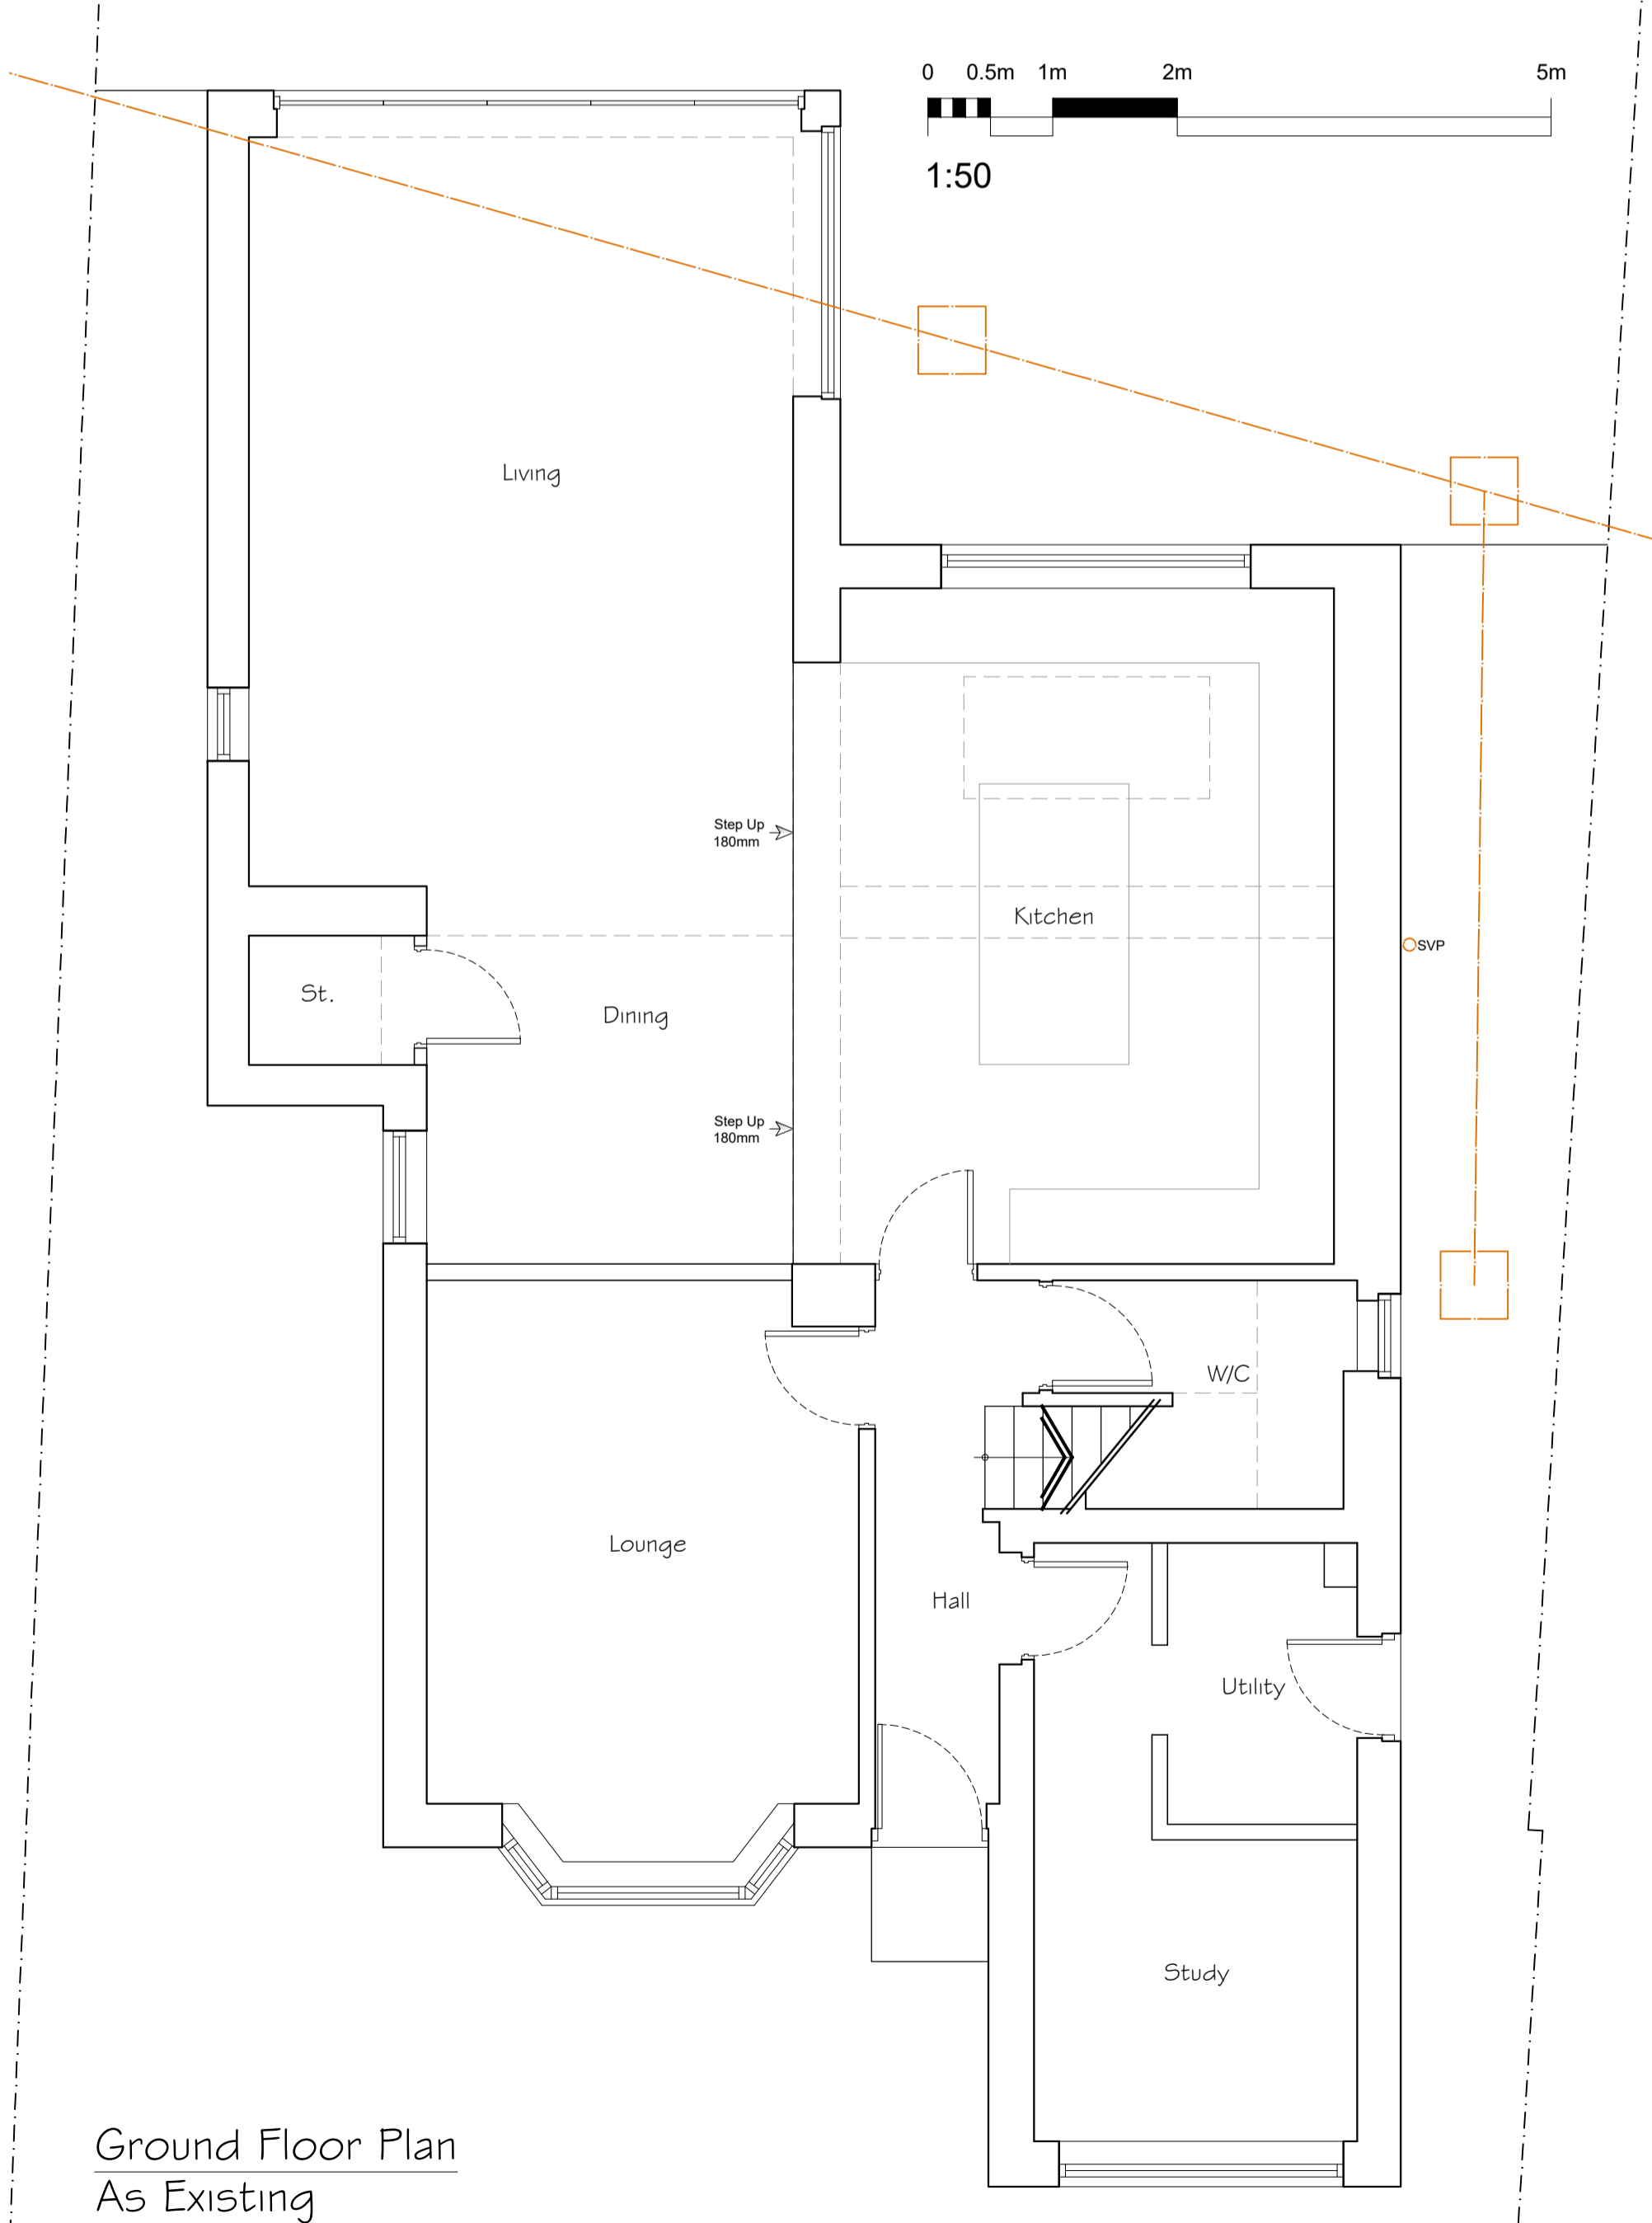 0 0.5m 1m 2m 5m
1:50
Living
Step Up
180mm
Kitchen
SVP
St.
Dining
Step Up
180mm
W/C
Lounge
Hall
Utility
Study
Ground Floor Plan
As Existing